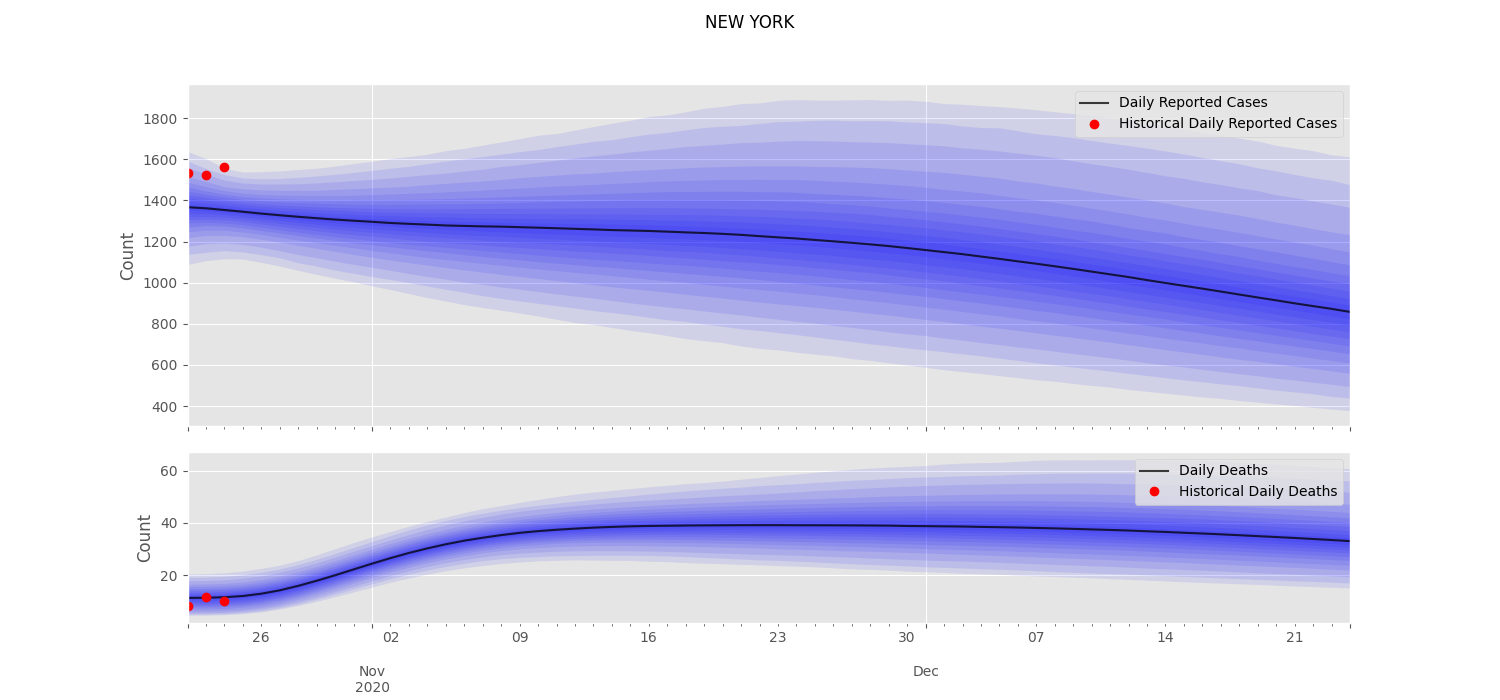 NEW YORK
Daily Reported Cases
Historical Daily Reported Cases
1800
1600
1400
1200
1000
800
600
400
Count
Daily Deaths
Historical Daily Deaths
60
40
20
Count
26 02 09 16 23 30 07 14 21
Nov Dec
2020